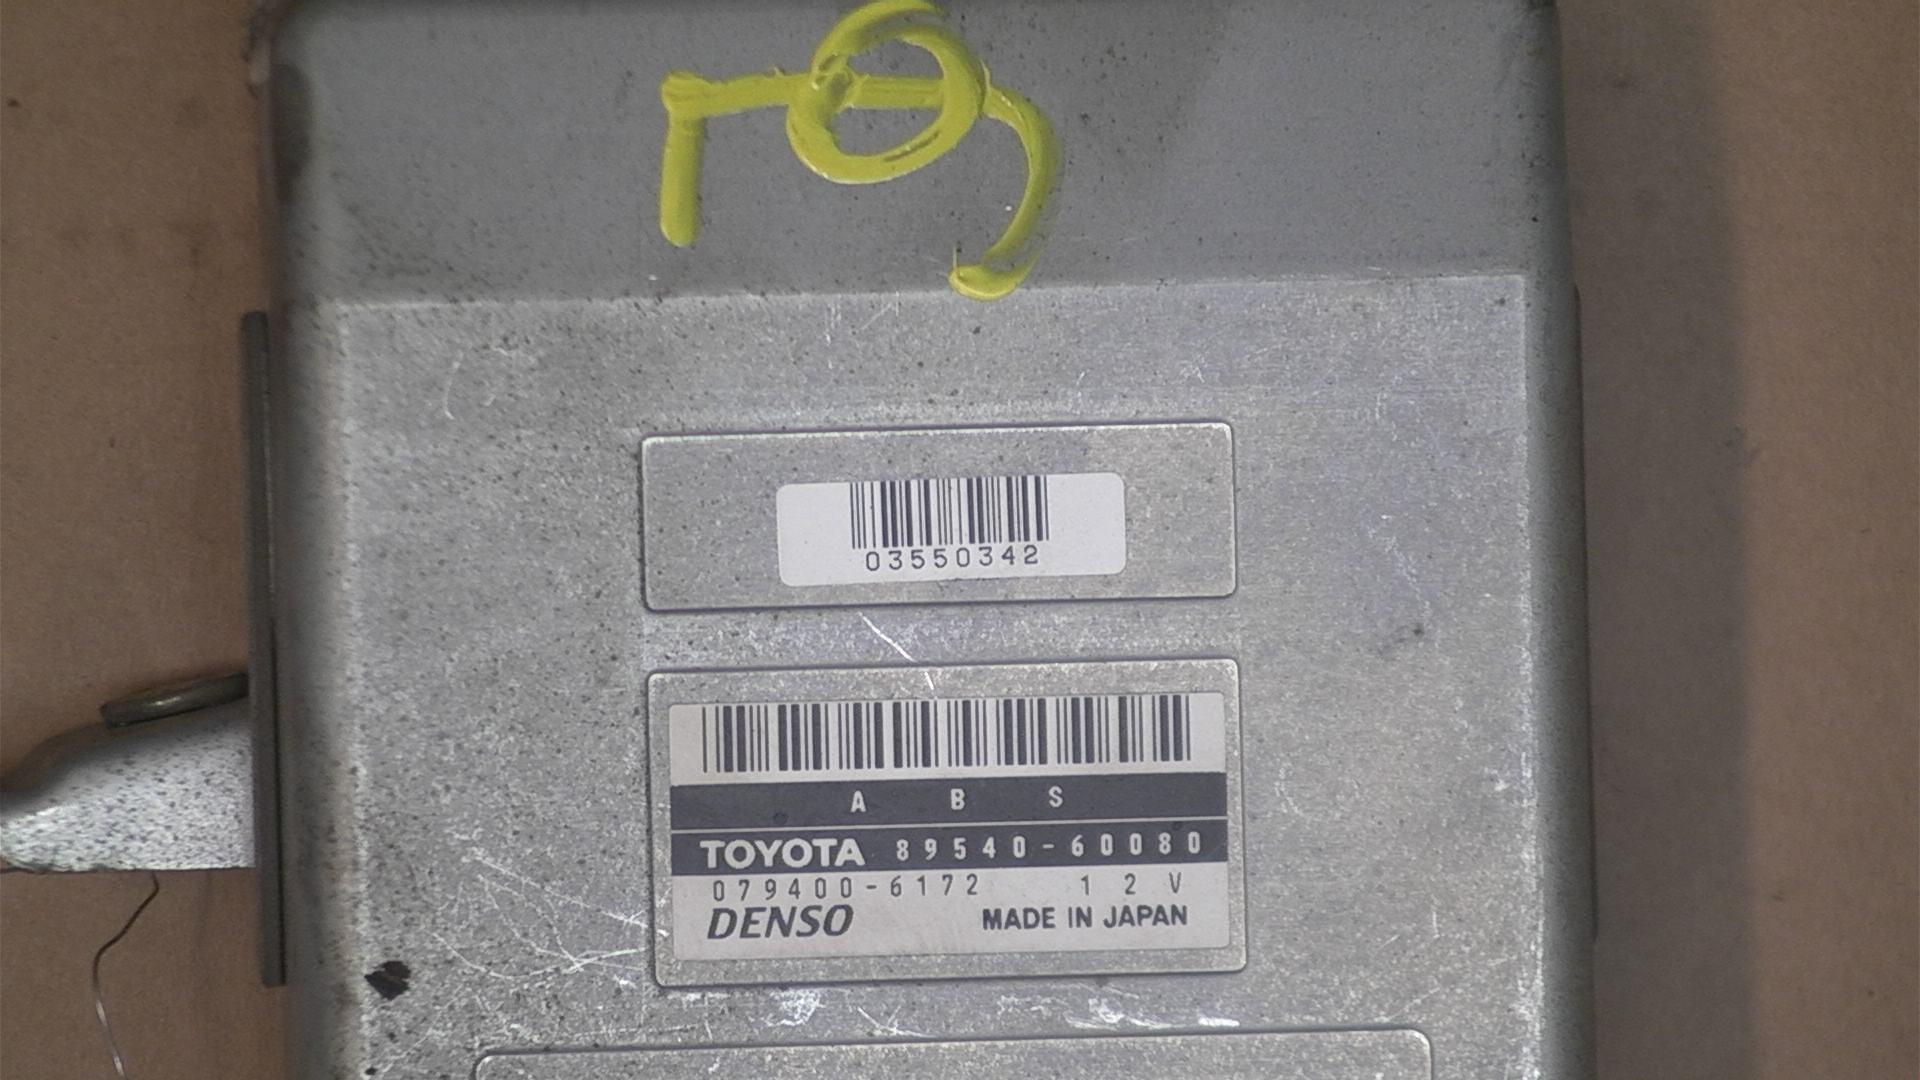 03550342
A B S
TOYOTA 89540-60080
079400-6172 12V
DENSO MADE IN JAPAN